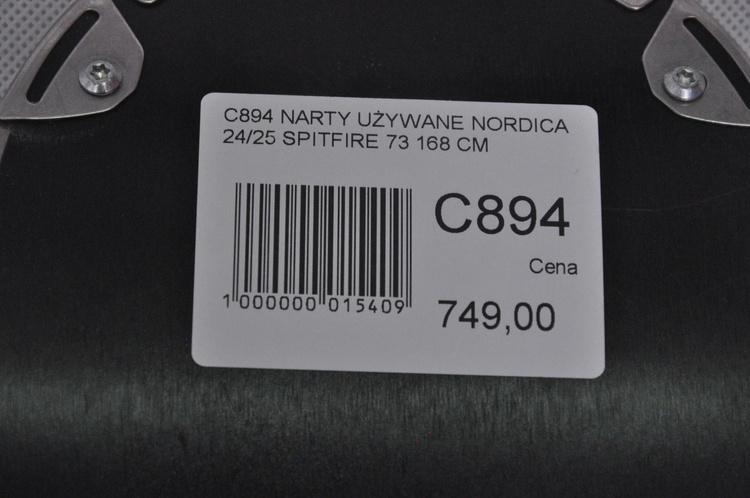 C894 NARTY UŻYWANE NORDICA
24/25 SPITFIRE 73 168 CM
C894
Cena
1 000000 015409
749,00